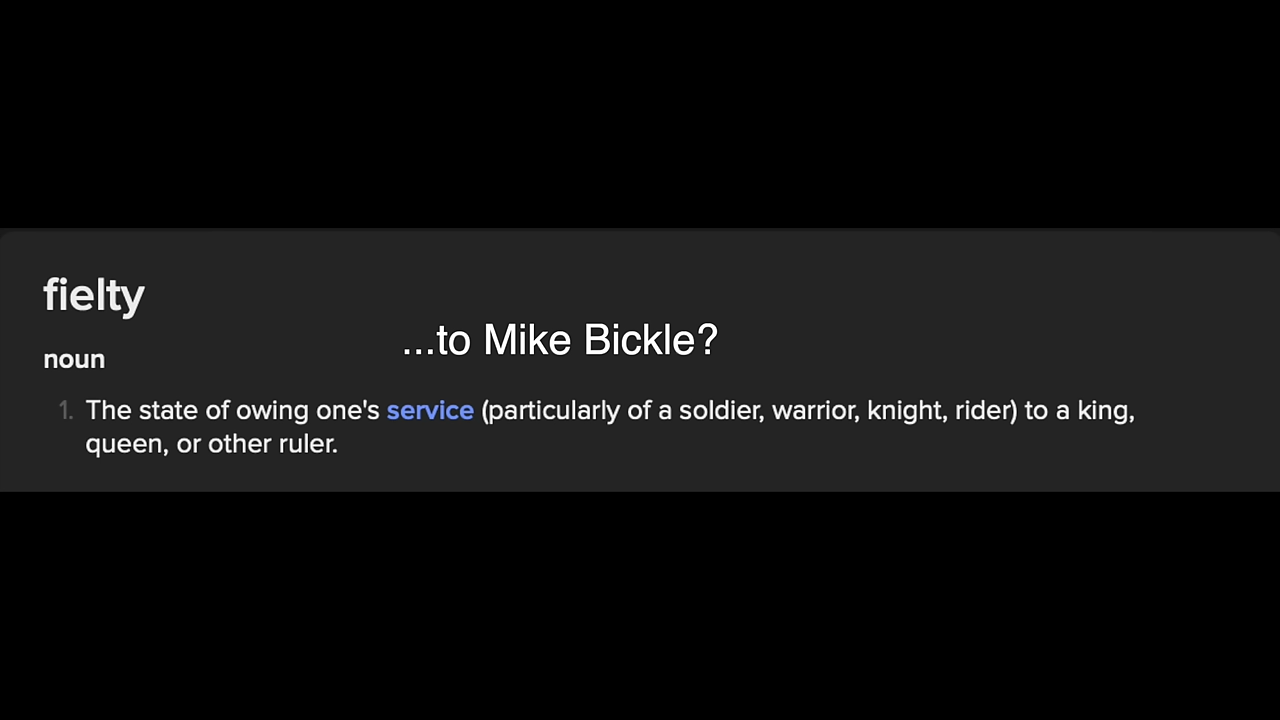 fielty
...to Mike Bickle?
noun
1. The state of owing one's service (particularly of a soldier, warrior, knight, rider) to a king,
queen, or other ruler.